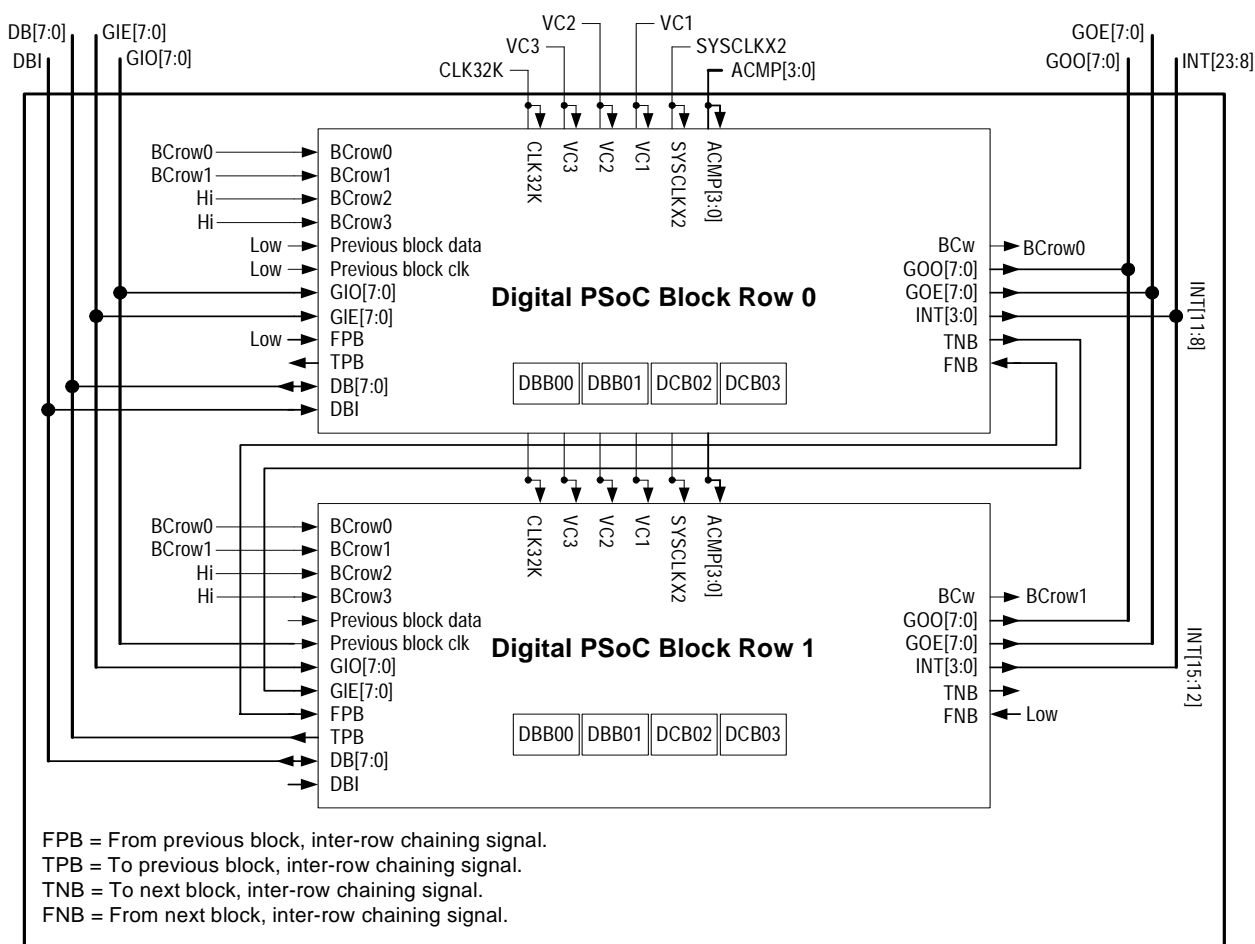 DB[7:0]
DBI
GIE[7:0]
GIO[7:0]
VC2
VC1
VC3
SYSCLKX2
CLK32K
ACMP[3:0]
GOE[7:0]
GOO[7:0]
INT[23:8]
CLK32K
VC3
VC2
VC1
SYSCLKX2
ACMP[3:0]
BCrow0 BCrow0
BCrow1 BCrow1
Hi BCrow2
Hi BCrow3
Low Previous block data
Low Previous block clk
GIO[7:0]
GIE[7:0]
Low FPB
TPB
DB[7:0]
DBI
Digital PSoC Block Row 0
DBB00 DBB01 DCB02 DCB03
BCw BCrow0
GOO[7:0]
GOE[7:0]
INT[3:0]
TNB
FNB
INT[11:8]
CLK32K
VC3
VC2
VC1
SYSCLKX2
ACMP[3:0]
BCrow0 BCrow0
BCrow1 BCrow1
Hi BCrow2
Hi BCrow3
Previous block data
Previous block clk
GIO[7:0]
GIE[7:0]
FPB
TPB
DB[7:0]
DBI
Digital PSoC Block Row 1
DBB00 DBB01 DCB02 DCB03
BCw BCrow1
GOO[7:0]
GOE[7:0]
INT[3:0]
TNB
FNB Low
INT[15:12]
FPB = From previous block, inter-row chaining signal.
TPB = To previous block, inter-row chaining signal.
TNB = To next block, inter-row chaining signal.
FNB = From next block, inter-row chaining signal.